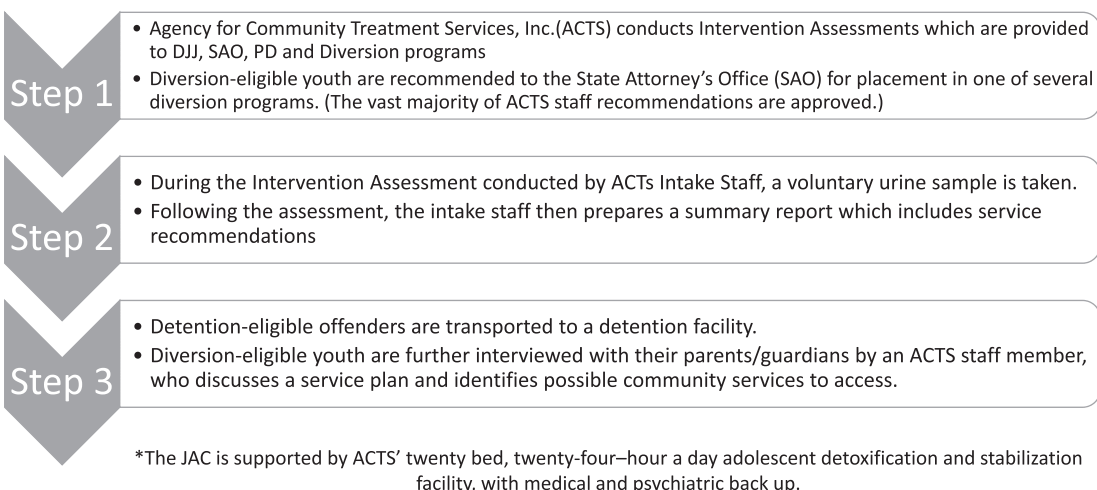 Step 1
• Agency for Community Treatment Services, Inc.(ACTS) conducts Intervention Assessments which are provided
to DJJ, SAO, PD and Diversion programs
• Diversion-eligible youth are recommended to the State Attorney’s Office (SAO) for placement in one of several
diversion programs. (The vast majority of ACTS staff recommendations are approved.)
Step 2
• During the Intervention Assessment conducted by ACTs Intake Staff, a voluntary urine sample is taken.
• Following the assessment, the intake staff then prepares a summary report which includes service
recommendations
Step 3
• Detention-eligible offenders are transported to a detention facility.
• Diversion-eligible youth are further interviewed with their parents/guardians by an ACTS staff member,
who discusses a service plan and identifies possible community services to access.
*The JAC is supported by ACTS’ twenty bed, twenty-four–hour a day adolescent detoxification and stabilization
facility, with medical and psychiatric back up.